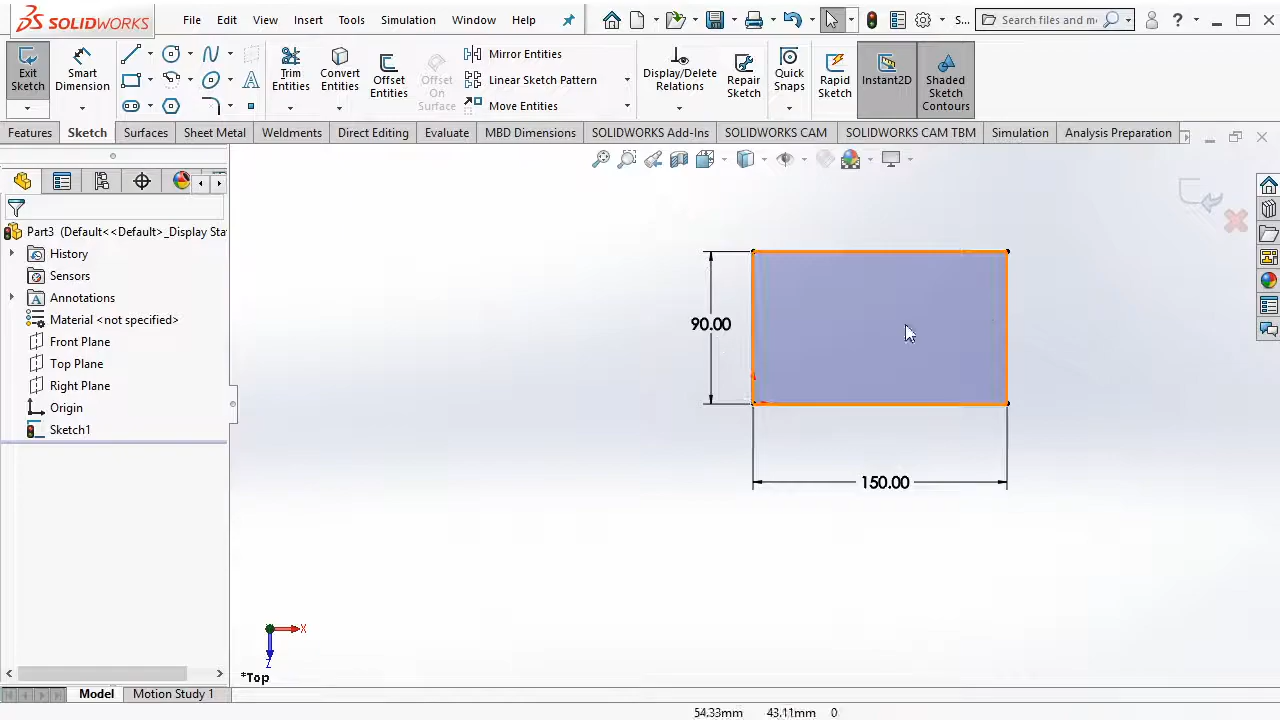 SOLIDWORKS File Edit View Insert Tools Simulation Window Help S... Search files and m ?
Exit Sketch
Smart Dimension
Trim Entities
Convert Entities
Offset Entities
Offset On Surface
Mirror Entities
Linear Sketch Pattern
Move Entities
Display/Delete Relations
Repair Sketch
Quick Snaps
Rapid Sketch
Instant2D
Shaded Sketch Contours
Features Sketch Surfaces Sheet Metal Weldments Direct Editing Evaluate MBD Dimensions SOLIDWORKS Add-Ins SOLIDWORKS CAM SOLIDWORKS CAM TBM Simulation Analysis Preparation
Part3 (Default<<Default>_Display Sta
History
Sensors
Annotations
Material <not specified>
Front Plane
Top Plane
Right Plane
Origin
Sketch1
90.00
150.00
X
Z
*Top
Model Motion Study 1
54.33mm 43.11mm 0